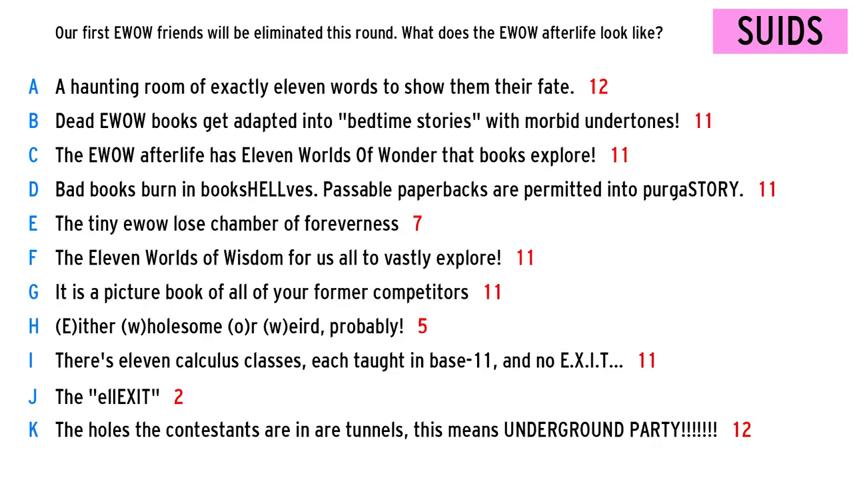 Our first EWOW friends will be eliminated this round. What does the EWOW afterlife look like?
SUIDS
A A haunting room of exactly eleven words to show them their fate. 12
B Dead EWOW books get adapted into "bedtime stories" with morbid undertones! 11
C The EWOW afterlife has Eleven Worlds Of Wonder that books explore! 11
D Bad books burn in booksHELLves. Passable paperbacks are permitted into purgaSTORY. 11
E The tiny ewow lose chamber of foreverness 7
F The Eleven Worlds of Wisdom for us all to vastly explore! 11
G It is a picture book of all of your former competitors 11
H (E)ither (w)holesome (o)r (w)eird, probably! 5
I There's eleven calculus classes, each taught in base-11, and no E.X.I.T... 11
J The "ellEXIT" 2
K The holes the contestants are in are tunnels, this means UNDERGROUND PARTY!!!!!!! 12